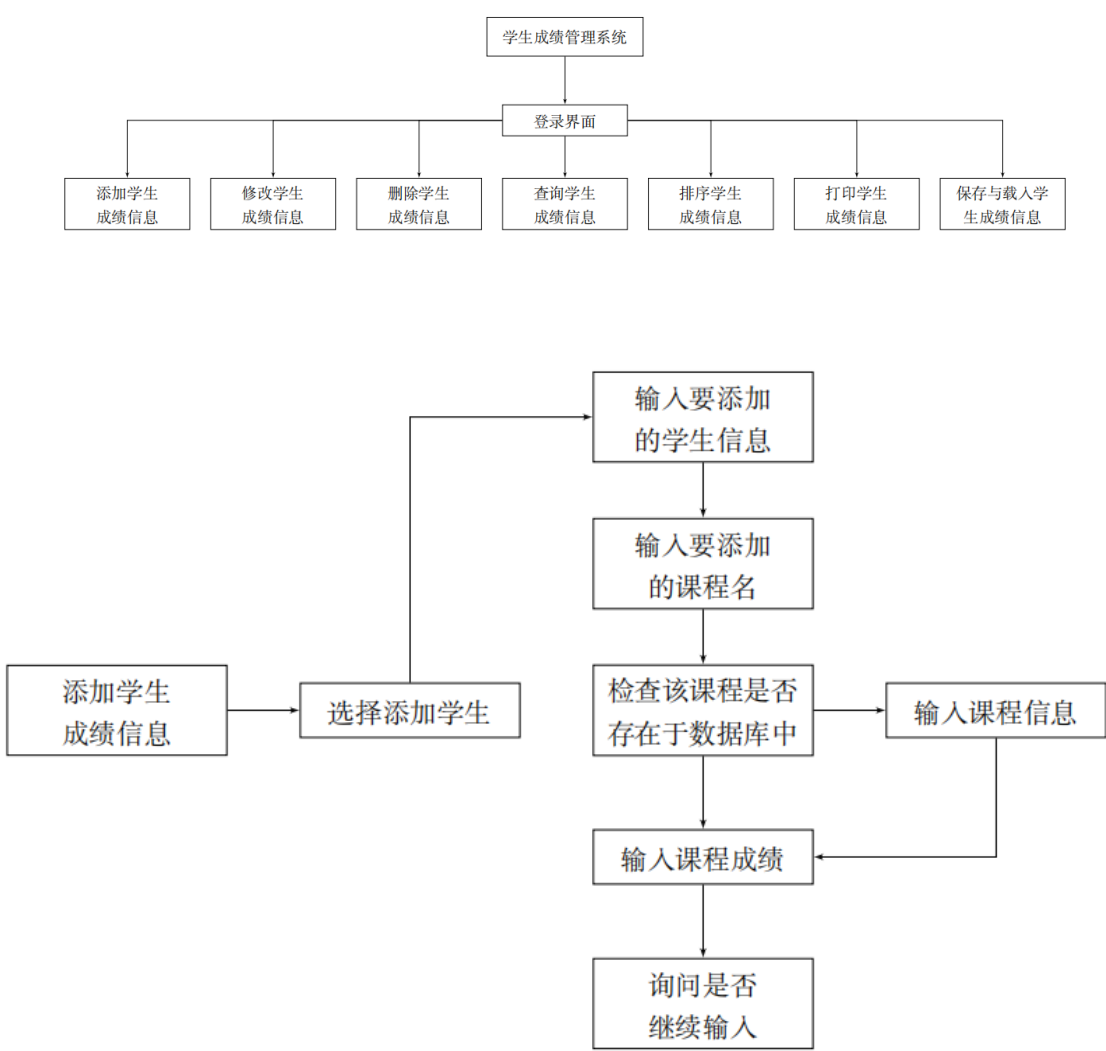 学生成绩管理系统
登录界面
添加学生
成绩信息
修改学生
成绩信息
删除学生
成绩信息
查询学生
成绩信息
排序学生
成绩信息
打印学生
成绩信息
保存与载入学
生成绩信息
输入要添加
的学生信息
输入要添加
的课程名
添加学生
成绩信息
选择添加学生
检查该课程是否
存在于数据库中
输入课程信息
输入课程成绩
询问是否
继续输入